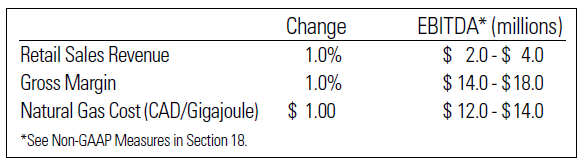 Change EBITDA* (millions)
Retail Sales Revenue 1.0% $ 2.0 - $ 4.0
Gross Margin 1.0% $ 14.0 - $18.0
Natural Gas Cost (CAD/Gigajoule) $ 1.00 $ 12.0 - $14.0
*See Non-GAAP Measures in Section 18.